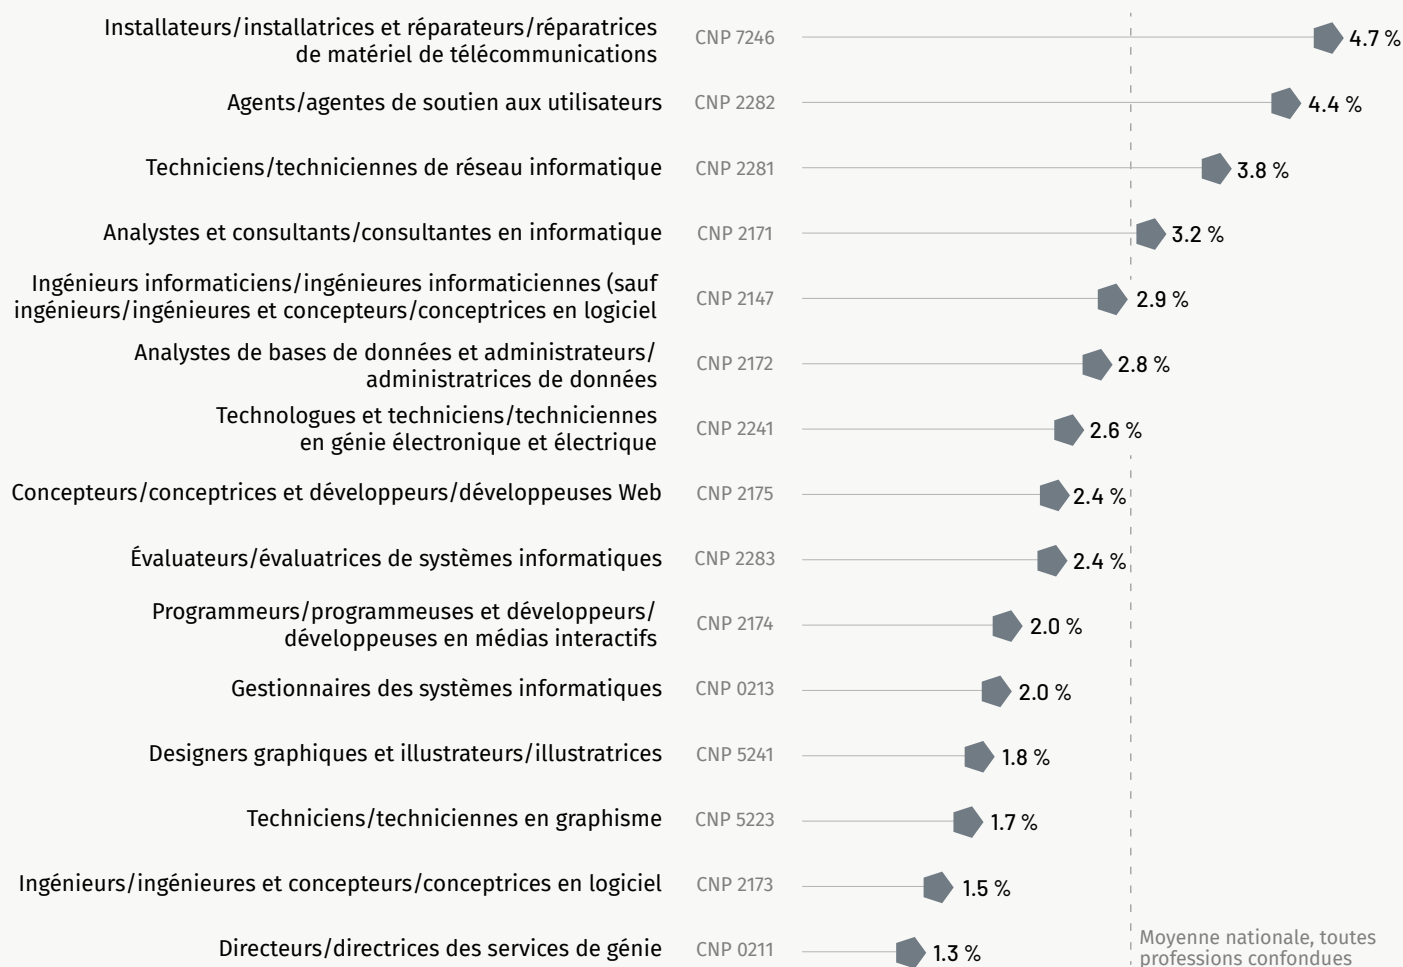 Installateurs/installatrices et réparateurs/réparatrices
de matériel de télécommunications
CNP 7246
4.7 %
Agents/agentes de soutien aux utilisateurs
CNP 2282
4.4 %
Techniciens/techniciennes de réseau informatique
CNP 2281
3.8 %
Analystes et consultants/consultantes en informatique
CNP 2171
3.2 %
Ingénieurs informaticiens/ingénieures informaticiennes (sauf
ingénieurs/ingénieures et concepteurs/conceptrices en logiciel
CNP 2147
2.9 %
Analystes de bases de données et administrateurs/
administratrices de données
CNP 2172
2.8 %
Technologues et techniciens/techniciennes
en génie électronique et électrique
CNP 2241
2.6 %
Concepteurs/conceptrices et développeurs/développeuses Web
CNP 2175
2.4 %
Évaluateurs/évaluatrices de systèmes informatiques
CNP 2283
2.4 %
Programmeurs/programmeuses et développeurs/
développeuses en médias interactifs
CNP 2174
2.0 %
Gestionnaires des systèmes informatiques
CNP 0213
2.0 %
Designers graphiques et illustrateurs/illustratrices
CNP 5241
1.8 %
Techniciens/techniciennes en graphisme
CNP 5223
1.7 %
Ingénieurs/ingénieures et concepteurs/conceptrices en logiciel
CNP 2173
1.5 %
Directeurs/directrices des services de génie
CNP 0211
1.3 %
Moyenne nationale, toutes
professions confondues